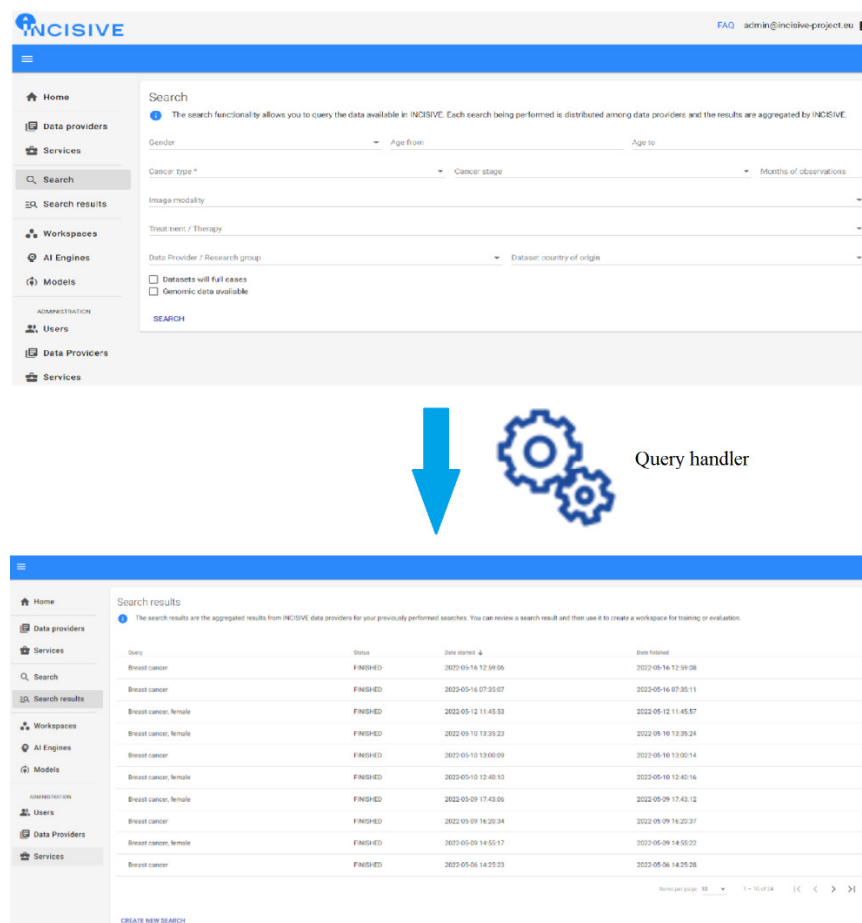 INCISIVE
FAQ admin@incisive-project.eu
Home
Data providers
Services
Search
Search results
Workspaces
AI Engines
Models
ADMINISTRATION
Users
Data Providers
Services
Search
The search functionality allows you to query the data available in INCISIVE. Each search being performed is distributed among data providers and the results are aggregated by INCISIVE.
Gender Age from Age to
Cancer type * Cancer stage Months of observations
Image modality
Treatment / Therapy
Data Provider / Research group Dataset country of origin
Datasets will full cases
Genomic data available
SEARCH
Query handler
Home
Data providers
Services
Search
Search results
Workspaces
AI Engines
Models
ADMINISTRATION
Users
Data Providers
Services
Search results
The search results are the aggregated results from INCISIVE data providers for your previously performed searches. You can review a search result and then use it to create a workspace for training or evaluation.
Query Status Date started Date finished
Breast cancer FINISHED 2022-05-16 12:59:06 2022-05-16 12:59:08
Breast cancer FINISHED 2022-05-16 07:35:07 2022-05-16 07:35:11
Breast cancer, female FINISHED 2022-05-12 11:45:53 2022-05-12 11:45:57
Breast cancer, female FINISHED 2022-05-10 13:35:23 2022-05-10 13:35:24
Breast cancer FINISHED 2022-05-10 13:00:09 2022-05-10 13:00:14
Breast cancer, female FINISHED 2022-05-10 12:40:10 2022-05-10 12:40:16
Breast cancer, female FINISHED 2022-05-09 17:43:06 2022-05-09 17:43:12
Breast cancer FINISHED 2022-05-09 16:20:34 2022-05-09 16:20:37
Breast cancer, female FINISHED 2022-05-09 14:55:17 2022-05-09 14:55:22
Breast cancer FINISHED 2022-05-06 14:25:23 2022-05-06 14:25:28
Items per page: 10 1 – 10 of 24
CREATE NEW SEARCH